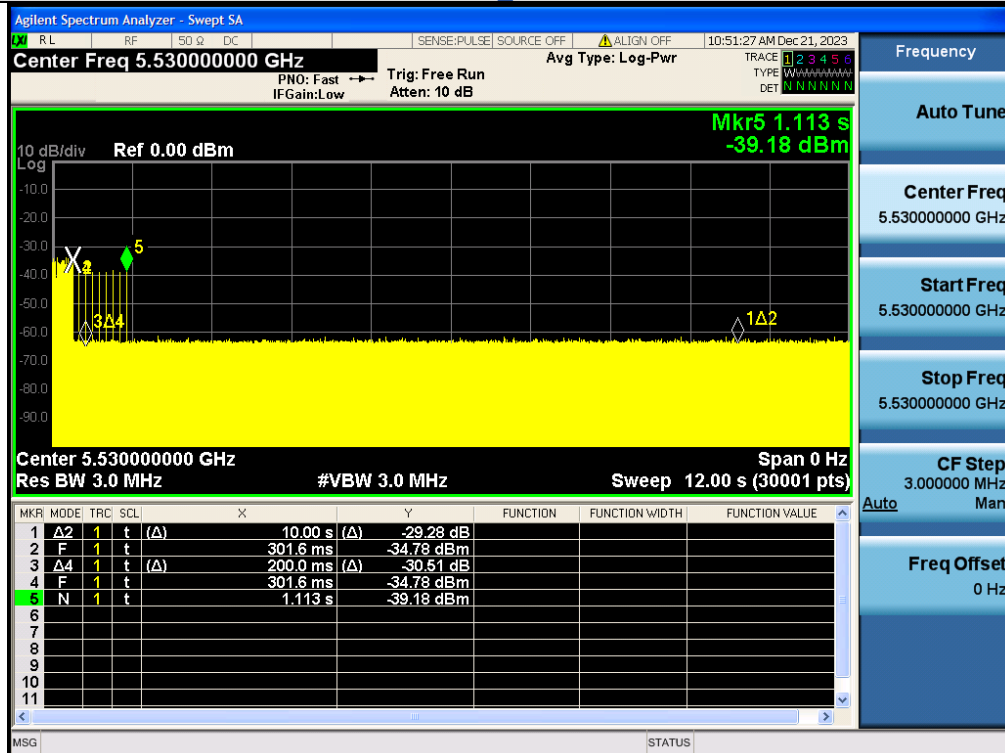 Agilent Spectrum Analyzer - Swept SA
LXI RL RF 50 Ω DC SENSE:PULSE SOURCE OFF ALIGN OFF 10:51:27 AM Dec 21, 2023
Center Freq 5.530000000 GHz
PNO: Fast
IFGain:Low
Trig: Free Run
Atten: 10 dB
Avg Type: Log-Pwr
TRACE 1 2 3 4 5 6
TYPE
DET N N N N N N
Mkr5 1.113 s
-39.18 dBm
10 dB/div Ref 0.00 dBm
Log
-10.0
-20.0
-30.0
-40.0
-50.0
-60.0
-70.0
-80.0
-90.0
5
3Δ4
1Δ2
Center 5.530000000 GHz Span 0 Hz
Res BW 3.0 MHz #VBW 3.0 MHz Sweep 12.00 s (30001 pts)
MKR MODE TRC SCL X Y FUNCTION FUNCTION WIDTH FUNCTION VALUE
1 Δ2 1 t (Δ) 10.00 s (Δ) -29.28 dB
2 F 1 t 301.6 ms -34.78 dBm
3 Δ4 1 t (Δ) 200.0 ms (Δ) -30.51 dB
4 F 1 t 301.6 ms -34.78 dBm
5 N 1 t 1.113 s -39.18 dBm
6
7
8
9
10
11
MSG STATUS
Frequency
Auto Tune
Center Freq
5.530000000 GHz
Start Freq
5.530000000 GHz
Stop Freq
5.530000000 GHz
CF Step
3.000000 MHz
Auto Man
Freq Offset
0 Hz